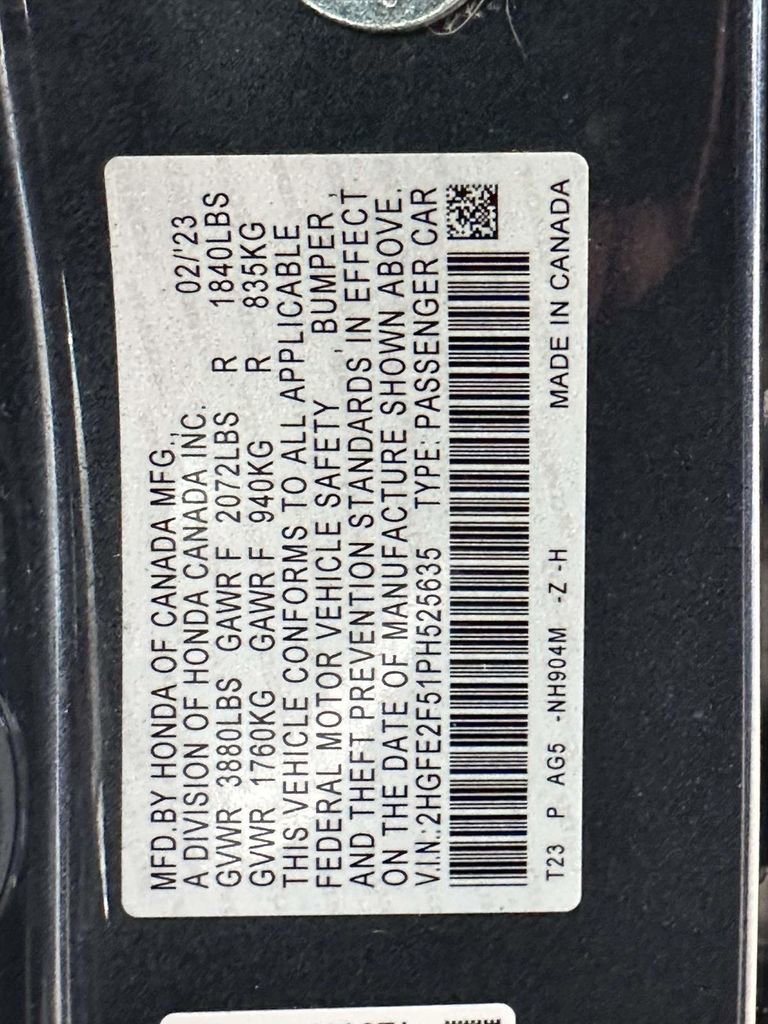 MFD.BY HONDA OF CANADA MFG.,
A DIVISION OF HONDA CANADA INC. 02/'23
GVWR 3880LBS GAWR F 2072LBS R 1840LBS
GVWR 1760KG GAWR F 940KG R 835KG
THIS VEHICLE CONFORMS TO ALL APPLICABLE
FEDERAL MOTOR VEHICLE SAFETY , BUMPER ,
AND THEFT PREVENTION STANDARDS IN EFFECT
ON THE DATE OF MANUFACTURE SHOWN ABOVE.
V.I.N.:2HGFE2F51PH525635 TYPE: PASSENGER CAR
T23 P AG5 -NH904M -Z -H MADE IN CANADA